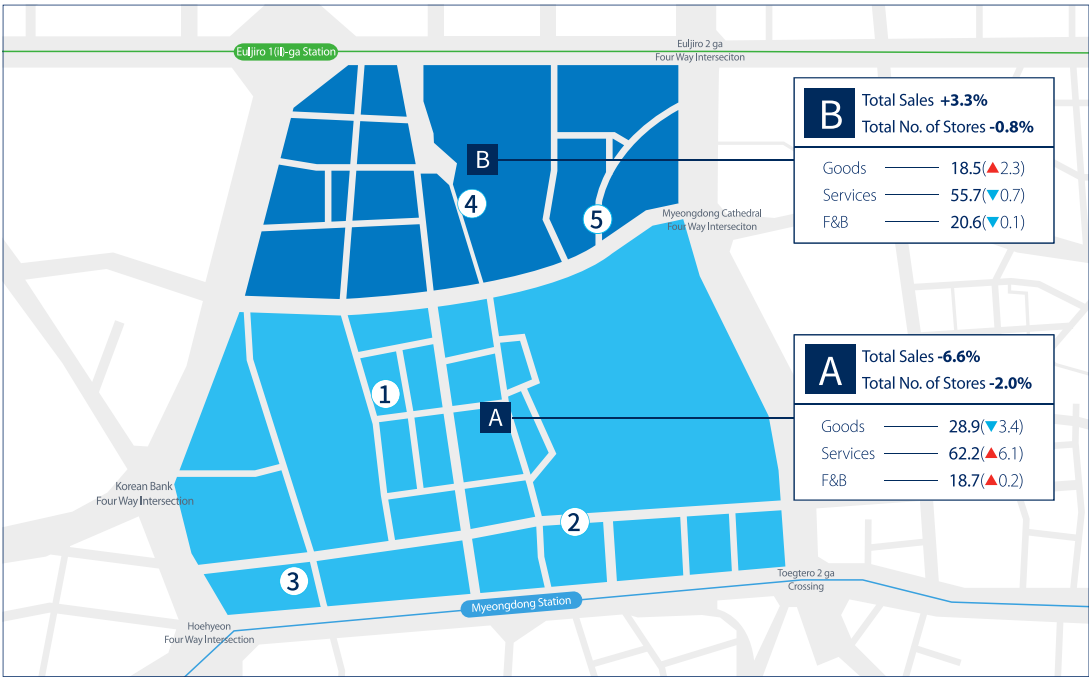 Euljiro 1(il)-ga Station
Euljiro 2 ga
Four Way Interseciton
B
Total Sales +3.3%
Total No. of Stores -0.8%
Goods 18.5(▲2.3)
Services 55.7(▼0.7)
F&B 20.6(▼0.1)
B
4
5
Myeongdong Cathedral
Four Way Interseciton
A
Total Sales -6.6%
Total No. of Stores -2.0%
Goods 28.9(▼3.4)
Services 62.2(▲6.1)
F&B 18.7(▲0.2)
1
A
Korean Bank
Four Way Intersection
2
3
Toegtero 2 ga
Crossing
Myeongdong Station
Hoehyeon
Four Way Intersection